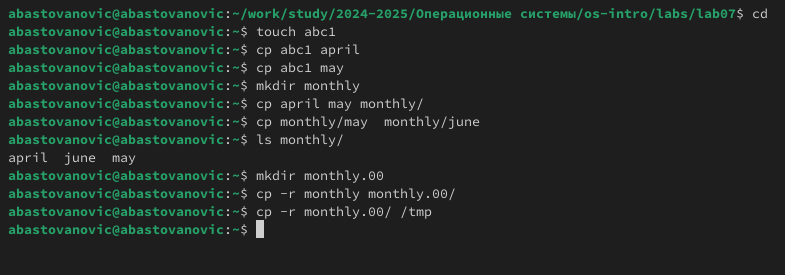 abastovanovic@abastovanovic:~/work/study/2024-2025/Операционные системы/os-intro/labs/lab07$ cd
abastovanovic@abastovanovic:~$ touch abc1
abastovanovic@abastovanovic:~$ cp abc1 april
abastovanovic@abastovanovic:~$ cp abc1 may
abastovanovic@abastovanovic:~$ mkdir monthly
abastovanovic@abastovanovic:~$ cp april may monthly/
abastovanovic@abastovanovic:~$ cp monthly/may  monthly/june
abastovanovic@abastovanovic:~$ ls monthly/
april  june  may
abastovanovic@abastovanovic:~$ mkdir monthly.00
abastovanovic@abastovanovic:~$ cp -r monthly monthly.00/
abastovanovic@abastovanovic:~$ cp -r monthly.00/ /tmp
abastovanovic@abastovanovic:~$